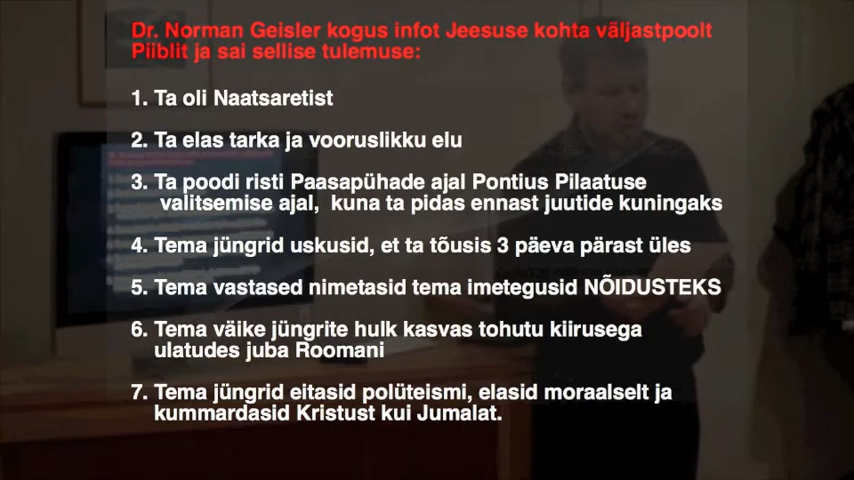 Dr. Norman Geisler kogus infot Jeesuse kohta väljastpoolt
Piiblit ja sai sellise tulemuse:
1. Ta oli Naatsaretist
2. Ta elas tarka ja vooruslikku elu
3. Ta poodi risti Paasapühade ajal Pontius Pilaatuse
valitsemise ajal, kuna ta pidas ennast juutide kuningaks
4. Tema jüngrid uskusid, et ta tõusis 3 päeva pärast üles
5. Tema vastased nimetasid tema imetegusid NÕIDUSTEKS
6. Tema väike jüngrite hulk kasvas tohutu kiirusega
ulatudes juba Roomani
7. Tema jüngrid eitasid polüteismi, elasid moraalselt ja
kummardasid Kristust kui Jumalat.